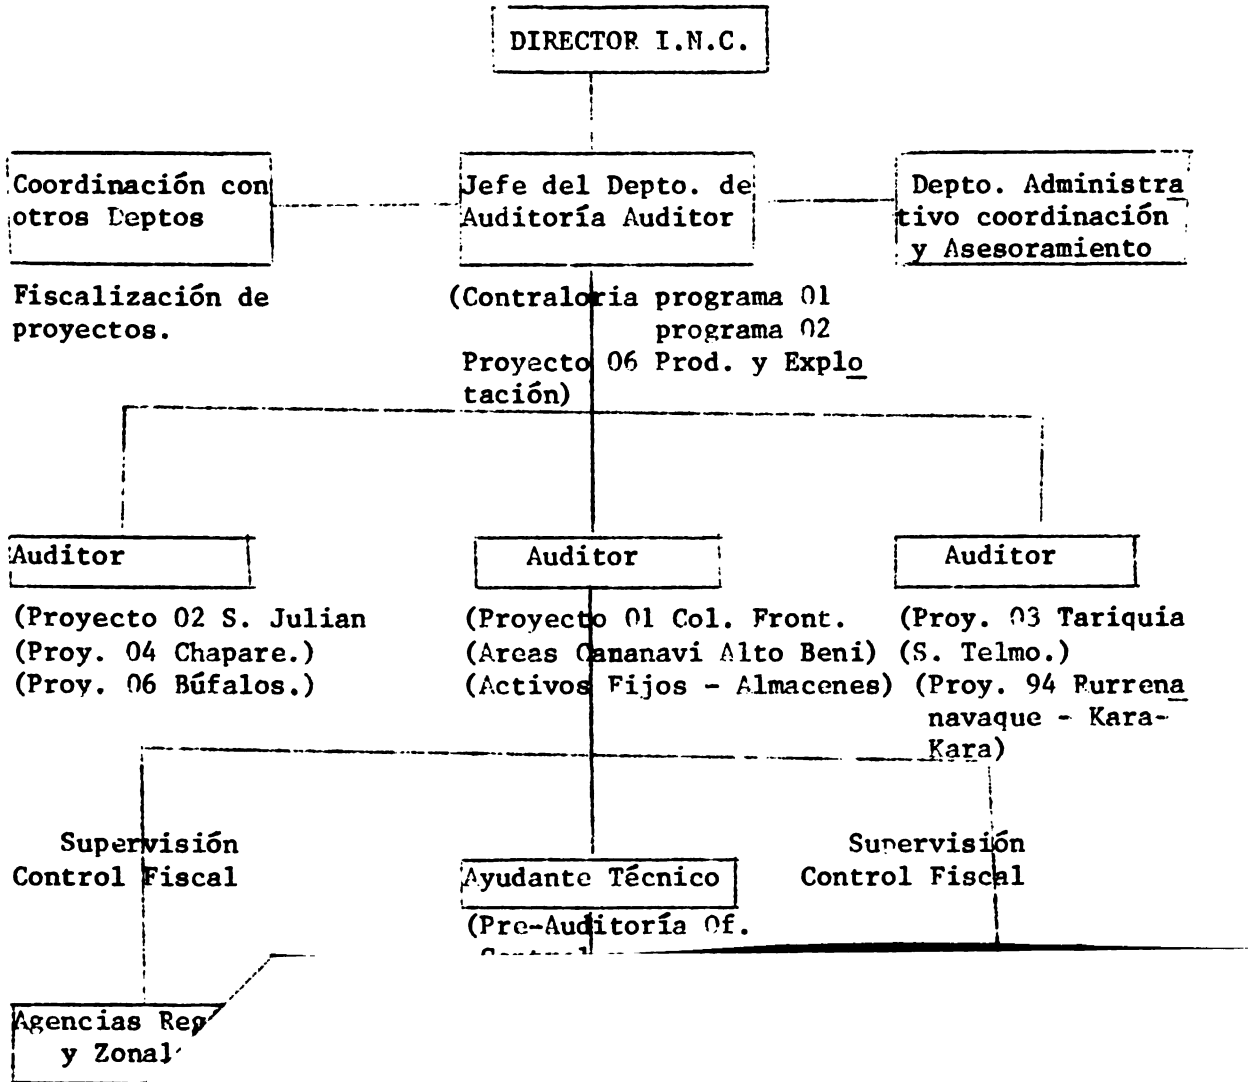 DIRECTOR I.N.C.
Coordinación con
otros Deptos
Jefe del Depto. de
Auditoría Auditor
Depto. Administra
tivo coordinación
y Asesoramiento
Fiscalización de
proyectos.
(Contraloria programa 01
programa 02
Proyecto 06 Prod. y Explo
tación)
Auditor
Auditor
Auditor
(Proyecto 02 S. Julian
(Proy. 04 Chapare.)
(Proy. 06 Búfalos.)
(Proyecto 01 Col. Front.
(Areas Cananavi Alto Beni)
(Activos Fijos - Almacenes)
(Proy. 03 Tariquia
(S. Telmo.)
(Proy. 94 Rurrena
navaque - Kara-
Kara)
Supervisión
Control Fiscal
Ayudante Técnico
(Pre-Auditoría Of.
Supervisión
Control Fiscal
Agencias Reg
y Zonal